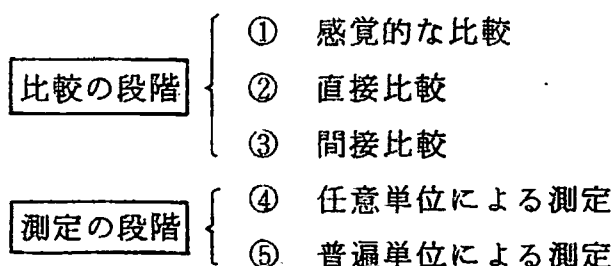 比較の段階
① 感覚的な比較
② 直接比較
③ 間接比較
測定の段階
④ 任意単位による測定
⑤ 普遍単位による測定